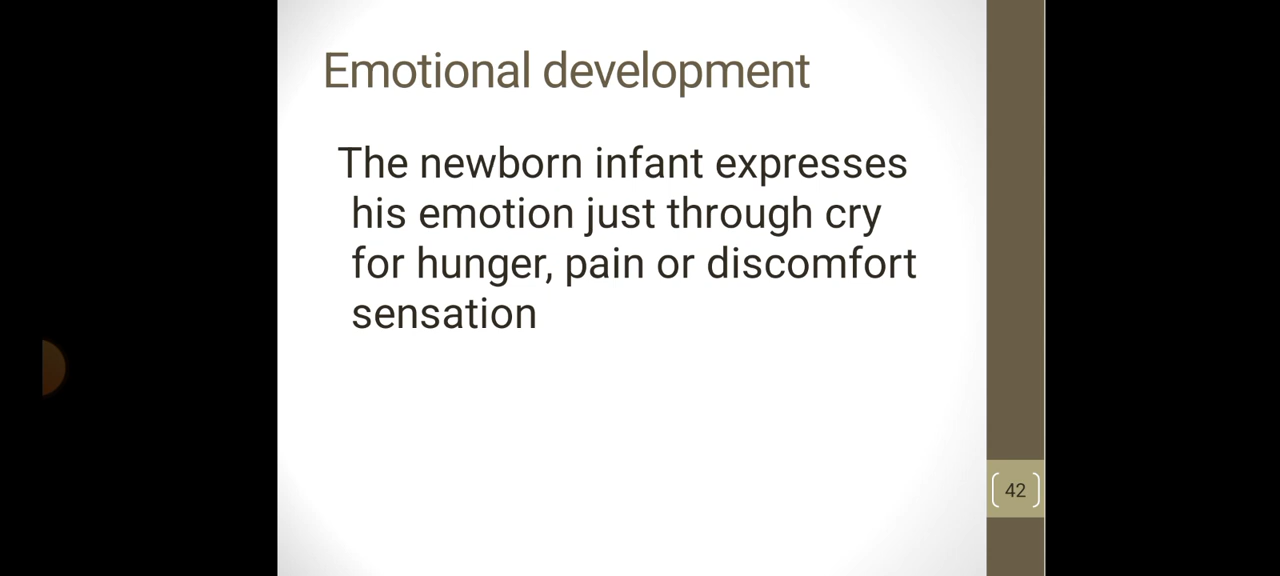 Emotional development
The newborn infant expresses
his emotion just through cry
for hunger, pain or discomfort
sensation
42